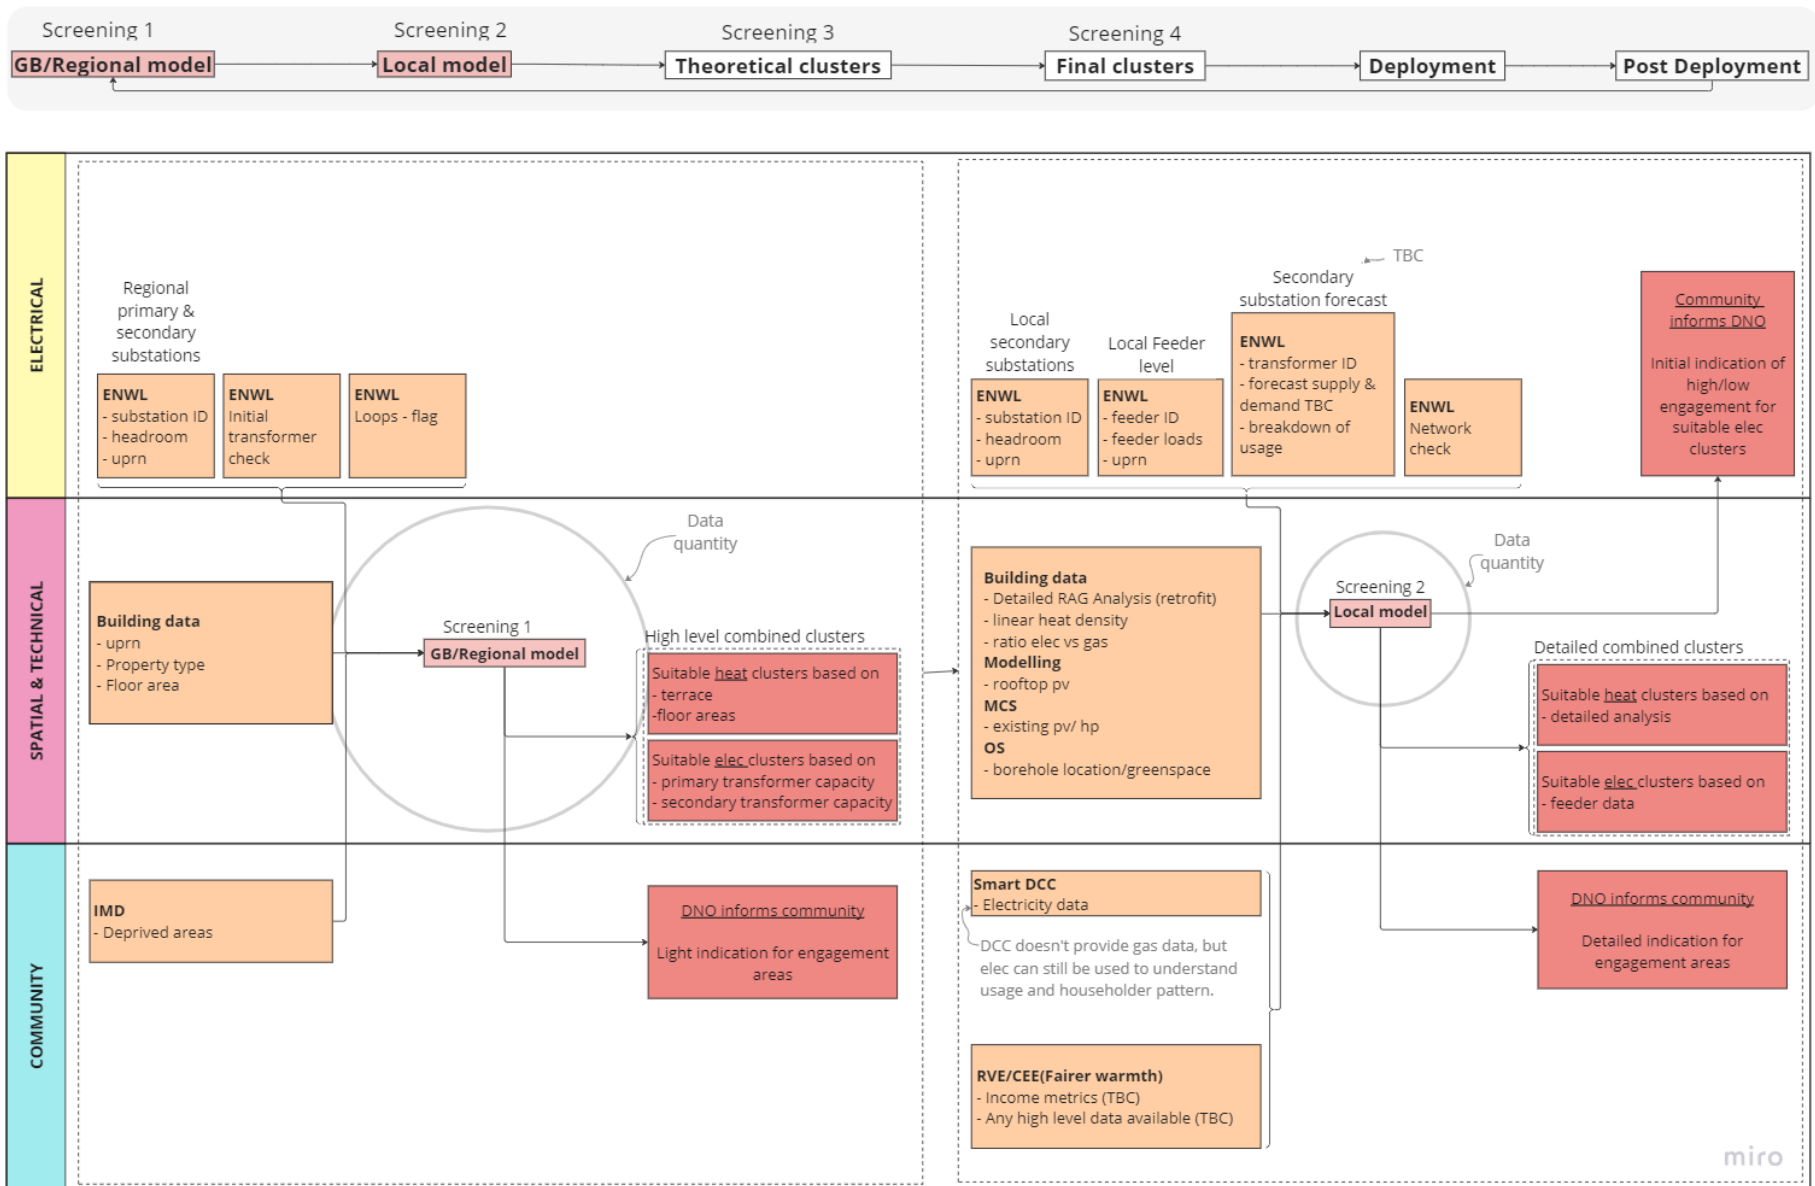 Screening 1
GB/Regional model
Screening 2
Local model
Screening 3
Theoretical clusters
Screening 4
Final clusters
Deployment
Post Deployment
ELECTRICAL
Regional
primary &
secondary
substations
ENWL
- substation ID
- headroom
- uprn
ENWL
Initial
transformer
check
ENWL
Loops - flag
Local
secondary
substations
ENWL
- substation ID
- headroom
- uprn
Local Feeder
level
ENWL
- feeder ID
- feeder loads
- uprn
TBC
Secondary
substation forecast
ENWL
- transformer ID
- forecast supply &
demand TBC
- breakdown of
usage
ENWL
Network
check
Community
informs DNO
Initial indication of
high/low
engagement for
suitable elec
clusters
SPATIAL & TECHNICAL
Building data
- uprn
- Property type
- Floor area
Data
quantity
Screening 1
GB/Regional model
High level combined clusters
Suitable heat clusters based on
- terrace
-floor areas
Suitable elec clusters based on
- primary transformer capacity
- secondary transformer capacity
Building data
- Detailed RAG Analysis (retrofit)
- linear heat density
- ratio elec vs gas
Modelling
- rooftop pv
MCS
- existing pv/ hp
OS
- borehole location/greenspace
Data
quantity
Screening 2
Local model
Detailed combined clusters
Suitable heat clusters based on
- detailed analysis
Suitable elec clusters based on
- feeder data
COMMUNITY
IMD
- Deprived areas
DNO informs community
Light indication for engagement
areas
Smart DCC
- Electricity data
DCC doesn't provide gas data, but
elec can still be used to understand
usage and householder pattern.
RVE/CEE(Fairer warmth)
- Income metrics (TBC)
- Any high level data available (TBC)
DNO informs community
Detailed indication for
engagement areas
miro